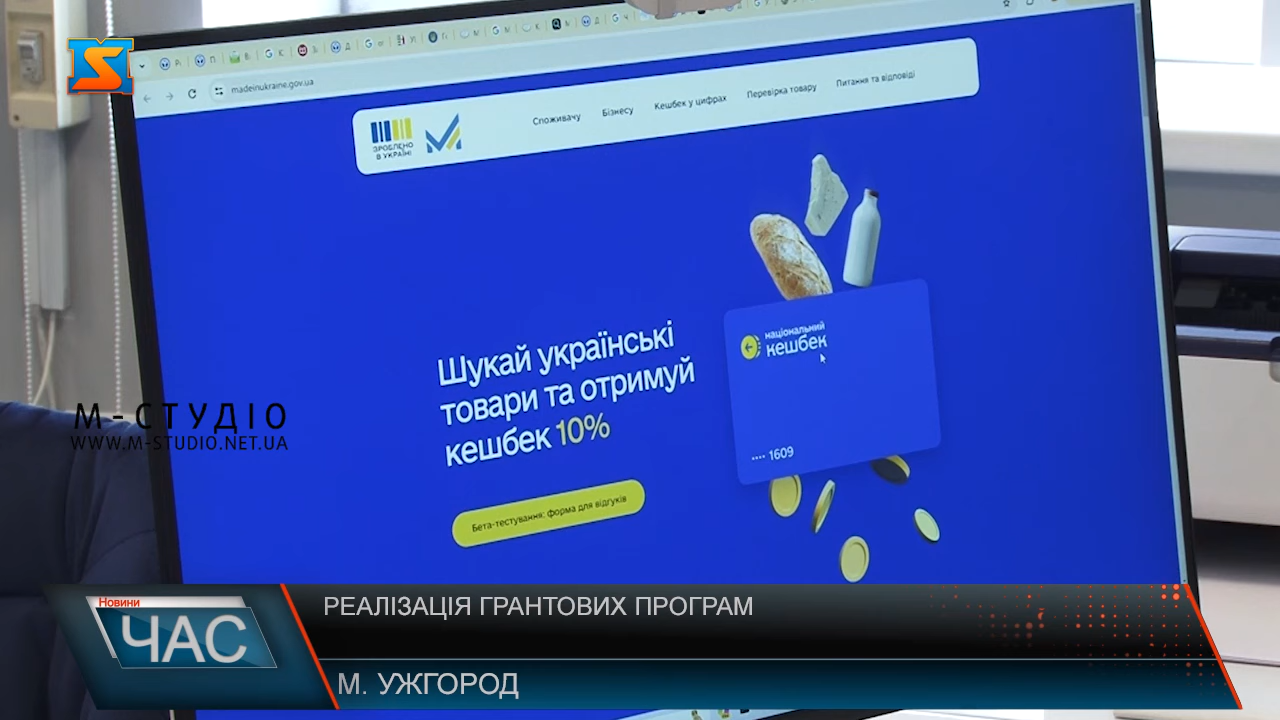 madeinukraine.gov.ua
ЗРОБЛЕНО
В УКРАЇНІ
Споживачу
Бізнесу
Кешбек у цифрах
Перевірка товару
Питання та відповіді
Шукай українські
товари та отримуй
кешбек 10%
національний
кешбек
•••• 1609
Бета-тестування: форма для відгуків
М-СТУДІО
WWW.M-STUDIO.NET.UA
Новини
ЧАС
РЕАЛІЗАЦІЯ ГРАНТОВИХ ПРОГРАМ
М. УЖГОРОД